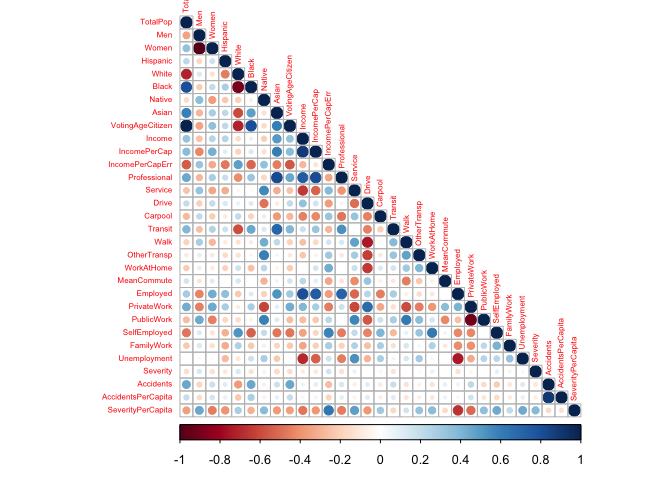 Tota
TotalPop
Men
Men
Women
Women
Hispanic
Hispanic
White
White
Black
Black
Native
Native
Asian
Asian
VotingAgeCitizen
VotingAgeCitizen
Income
Income
IncomePerCap
IncomePerCap
IncomePerCapErr
IncomePerCapErr
Professional
Professional
Service
Service
Drive
Drive
Carpool
Carpool
Transit
Transit
Walk
Walk
OtherTransp
OtherTransp
WorkAtHome
WorkAtHome
MeanCommute
MeanCommute
Employed
Employed
PrivateWork
PrivateWork
PublicWork
PublicWork
SelfEmployed
SelfEmployed
FamilyWork
FamilyWork
Unemployment
Unemployment
Severity
Severity
Accidents
Accidents
AccidentsPerCapita
AccidentsPerCapita
SeverityPerCapita
SeverityPerCapita
-1 -0.8 -0.6 -0.4 -0.2 0 0.2 0.4 0.6 0.8 1